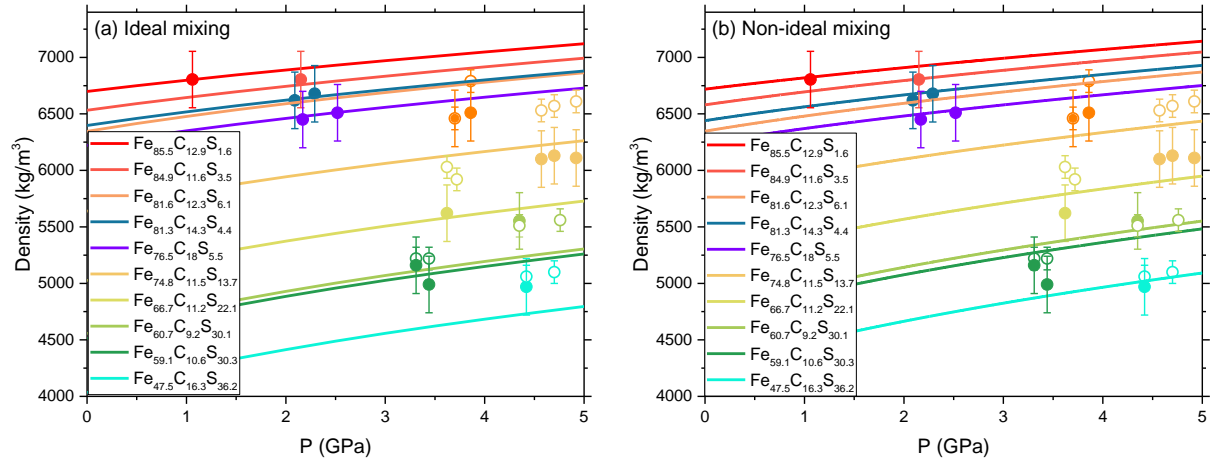 (a) Ideal mixing
Density (kg/m³)
7000
6500
6000
5500
5000
4500
4000
Fe₈₅.₅C₁₂.₉S₁.₆
Fe₈₄.₉C₁₁.₆S₃.₅
Fe₈₁.₆C₁₂.₃S₆.₁
Fe₈₁.₃C₁₄.₃S₄.₄
Fe₇₆.₅C₁₈S₅.₅
Fe₇₄.₈C₁₁.₅S₁₃.₇
Fe₆₆.₇C₁₁.₂S₂₂.₁
Fe₆₀.₇C₉.₂S₃₀.₁
Fe₅₉.₁C₁₀.₆S₃₀.₃
Fe₄₇.₅C₁₆.₃S₃₆.₂
0 1 2 3 4 5
P (GPa)
(b) Non-ideal mixing
Density (kg/m³)
7000
6500
6000
5500
5000
4500
4000
Fe₈₅.₅C₁₂.₉S₁.₆
Fe₈₄.₉C₁₁.₆S₃.₅
Fe₈₁.₆C₁₂.₃S₆.₁
Fe₈₁.₃C₁₄.₃S₄.₄
Fe₇₆.₅C₁₈S₅.₅
Fe₇₄.₈C₁₁.₅S₁₃.₇
Fe₆₆.₇C₁₁.₂S₂₂.₁
Fe₆₀.₇C₉.₂S₃₀.₁
Fe₅₉.₁C₁₀.₆S₃₀.₃
Fe₄₇.₅C₁₆.₃S₃₆.₂
0 1 2 3 4 5
P (GPa)